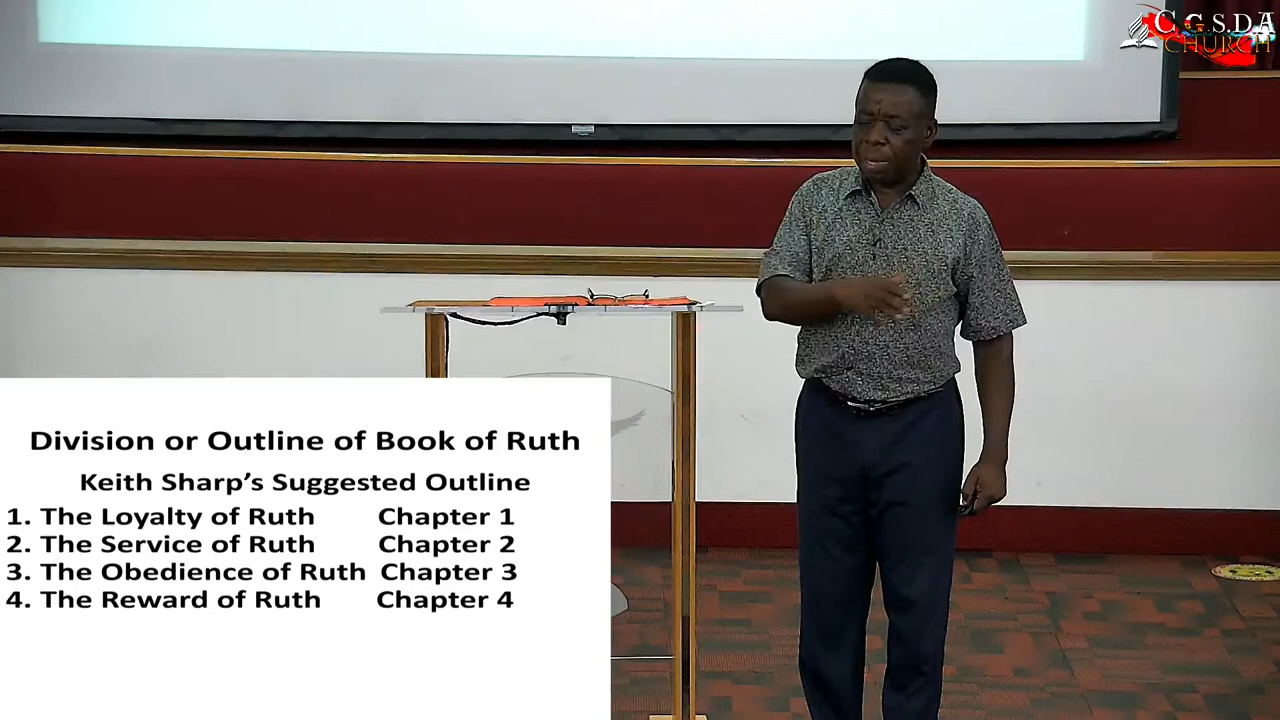 C.G.S.D.A
CHURCH
Division or Outline of Book of Ruth
Keith Sharp's Suggested Outline
1. The Loyalty of Ruth Chapter 1
2. The Service of Ruth Chapter 2
3. The Obedience of Ruth Chapter 3
4. The Reward of Ruth Chapter 4